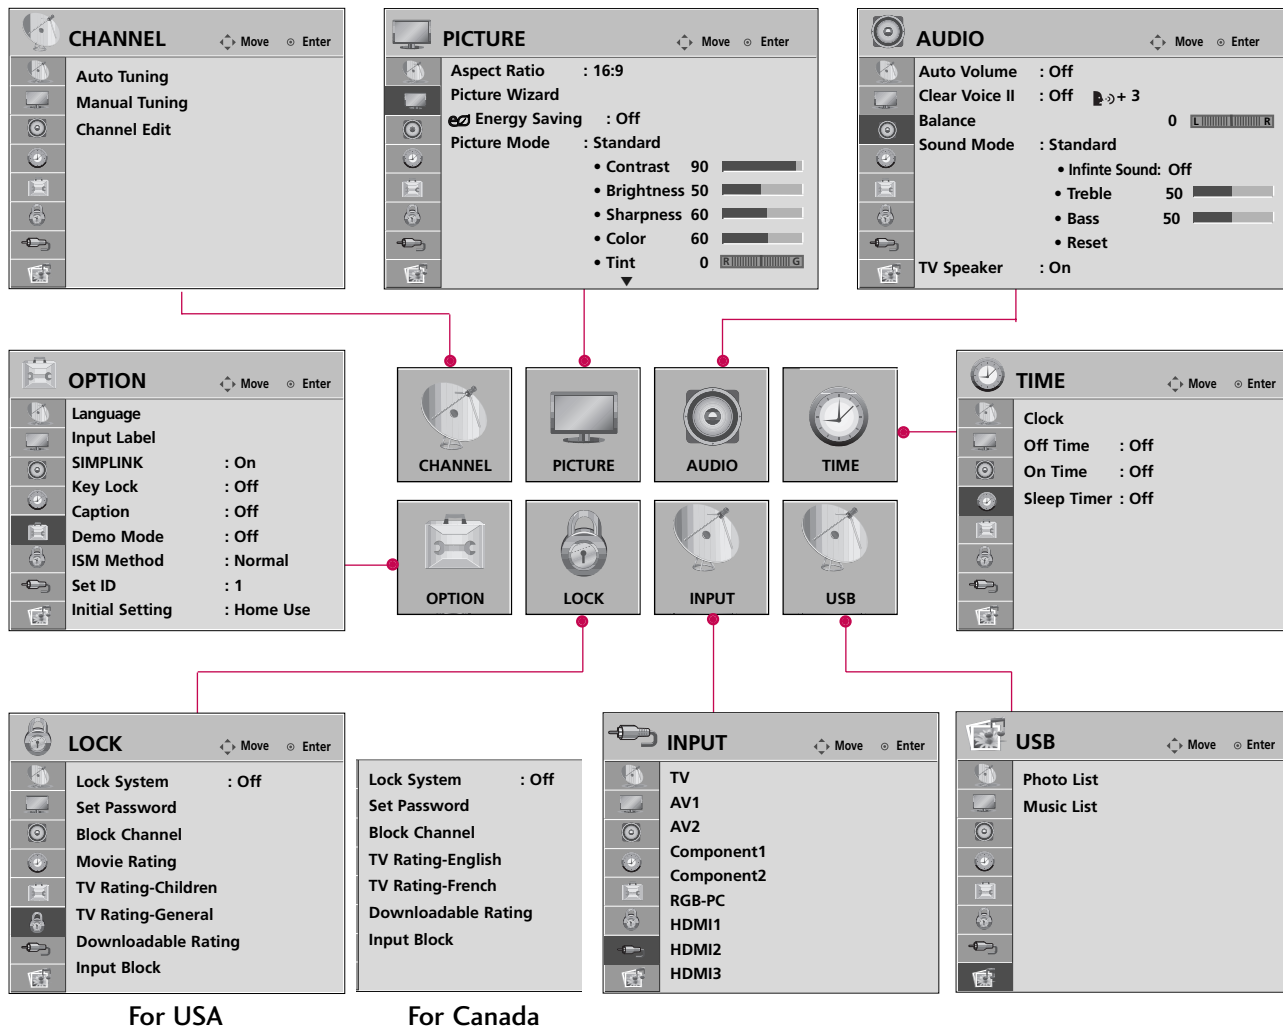 CHANNEL Move Enter
Auto Tuning
Manual Tuning
Channel Edit
PICTURE Move Enter
Aspect Ratio : 16:9
Picture Wizard
Energy Saving : Off
Picture Mode : Standard
• Contrast 90
• Brightness 50
• Sharpness 60
• Color 60
• Tint 0 R G
AUDIO Move Enter
Auto Volume : Off
Clear Voice II : Off + 3
Balance 0 L R
Sound Mode : Standard
• Infinte Sound: Off
• Treble 50
• Bass 50
• Reset
TV Speaker : On
OPTION Move Enter
Language
Input Label
SIMPLINK : On
Key Lock : Off
Caption : Off
Demo Mode : Off
ISM Method : Normal
Set ID : 1
Initial Setting : Home Use
CHANNEL
PICTURE
AUDIO
TIME
OPTION
LOCK
INPUT
USB
TIME Move Enter
Clock
Off Time : Off
On Time : Off
Sleep Timer : Off
LOCK Move Enter
Lock System : Off
Set Password
Block Channel
Movie Rating
TV Rating-Children
TV Rating-General
Downloadable Rating
Input Block
For USA
Lock System : Off
Set Password
Block Channel
TV Rating-English
TV Rating-French
Downloadable Rating
Input Block
For Canada
INPUT Move Enter
TV
AV1
AV2
Component1
Component2
RGB-PC
HDMI1
HDMI2
HDMI3
USB Move Enter
Photo List
Music List